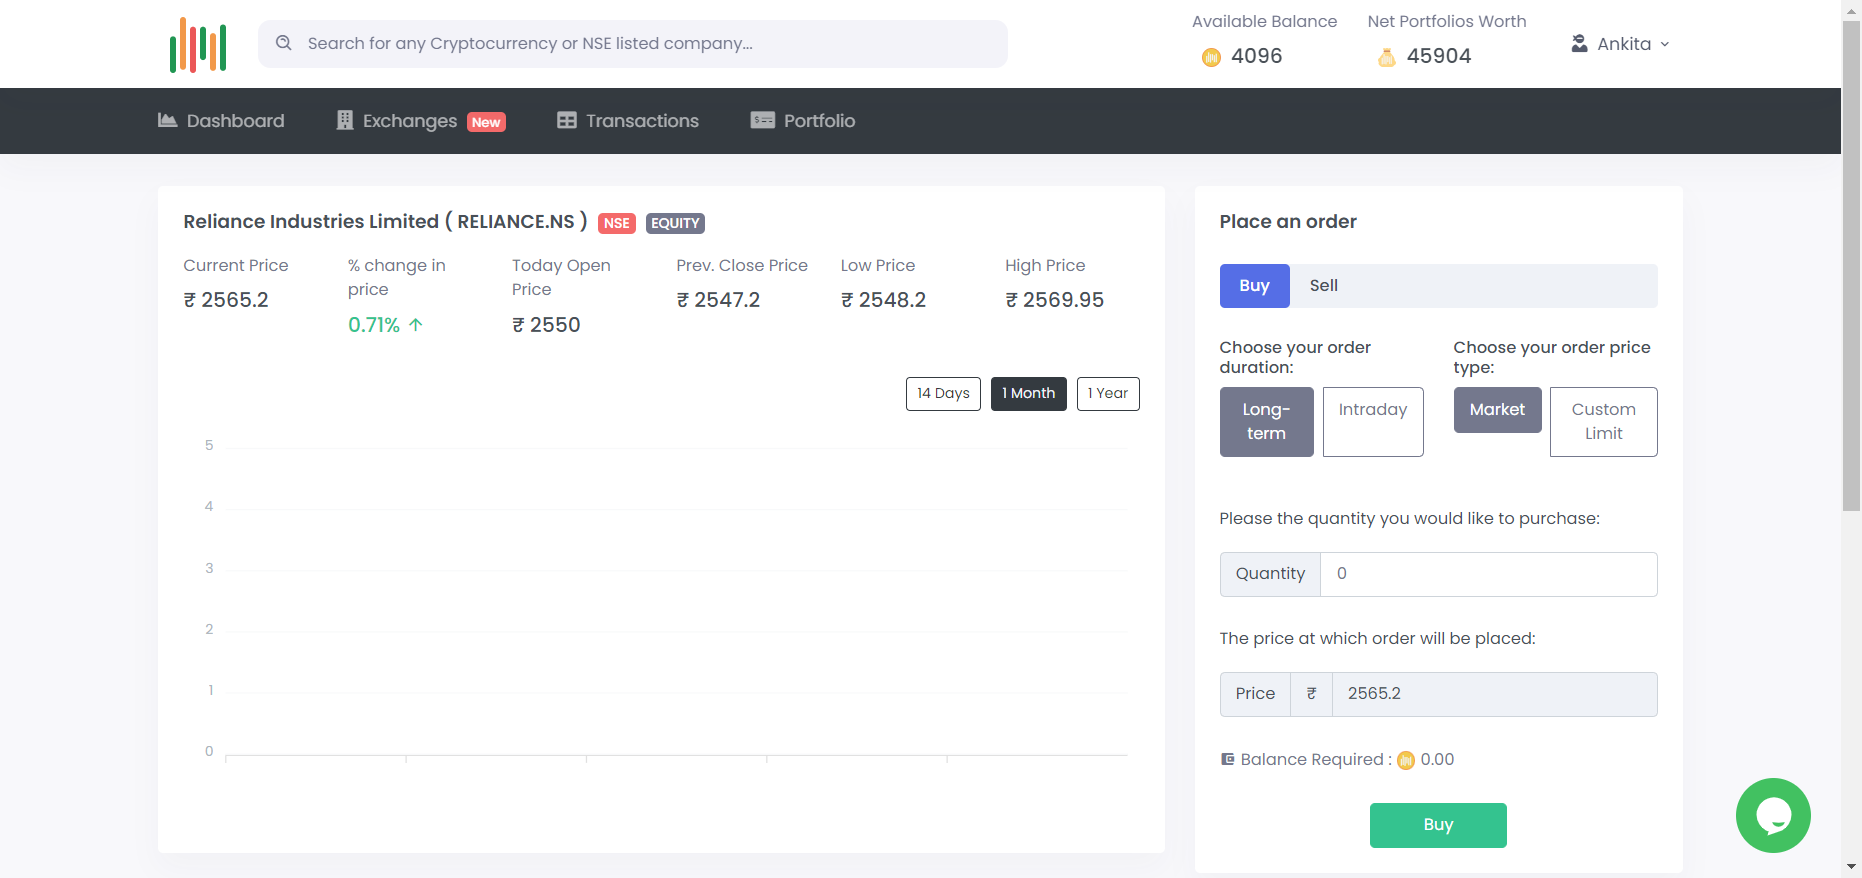 Search for any Cryptocurrency or NSE listed company...
Available Balance
4096
Net Portfolios Worth
45904
Ankita
Dashboard
Exchanges New
Transactions
Portfolio
Reliance Industries Limited ( RELIANCE.NS ) NSE EQUITY
Current Price
₹ 2565.2
% change in
price
0.71%
Today Open
Price
₹ 2550
Prev. Close Price
₹ 2547.2
Low Price
₹ 2548.2
High Price
₹ 2569.95
14 Days
1 Month
1 Year
5
4
3
2
1
0
Place an order
Buy
Sell
Choose your order
duration:
Long-
term
Intraday
Choose your order price
type:
Market
Custom
Limit
Please the quantity you would like to purchase:
Quantity
0
The price at which order will be placed:
Price ₹ 2565.2
Balance Required : 0.00
Buy